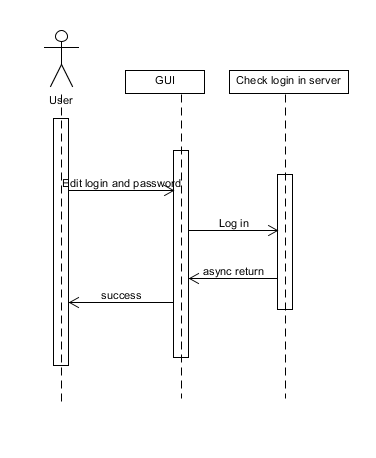 GUI
Check login in server
User
Edit login and password
Log in
async return
success